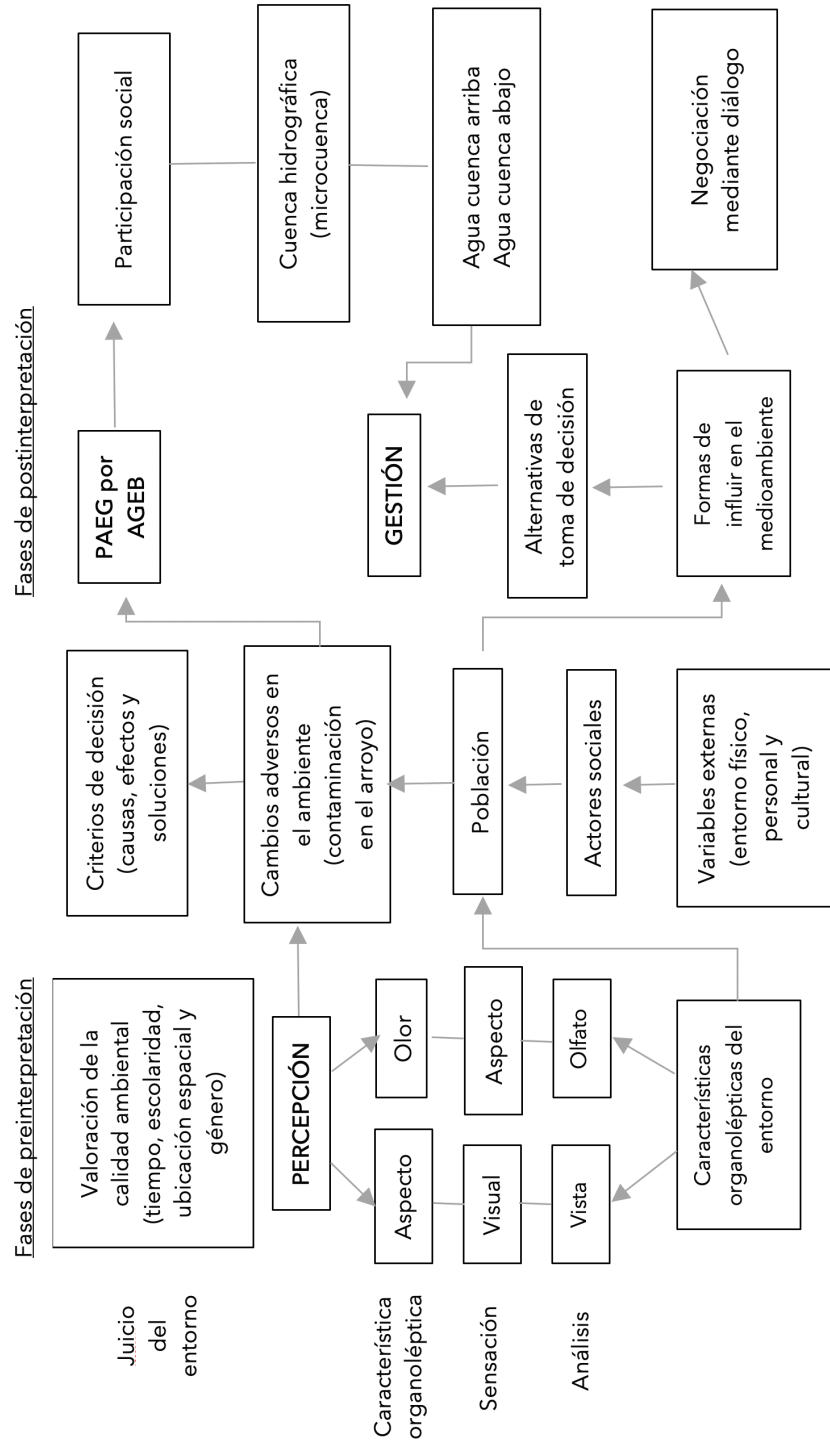 Fases de preinterpretación
Fases de postinterpretación
Juicio
del
entorno
Valoración de la
calidad ambiental
(tiempo, escolaridad,
ubicación espacial y
género)
Criterios de decisión
(causas, efectos y
soluciones)
PAEG por
AGEB
Participación social
PERCEPCIÓN
Cambios adversos en
el ambiente
(contaminación
en el arroyo)
Cuenca hidrográfica
(microcuenca)
Característica
organoléptica
Aspecto
Olor
GESTIÓN
Sensación
Visual
Aspecto
Población
Agua cuenca arriba
Agua cuenca abajo
Análisis
Vista
Olfato
Actores sociales
Alternativas de
toma de decisión
Características
organolépticas del
entorno
Variables externas
(entorno físico,
personal y
cultural)
Formas de
influir en el
medioambiente
Negociación
mediante diálogo